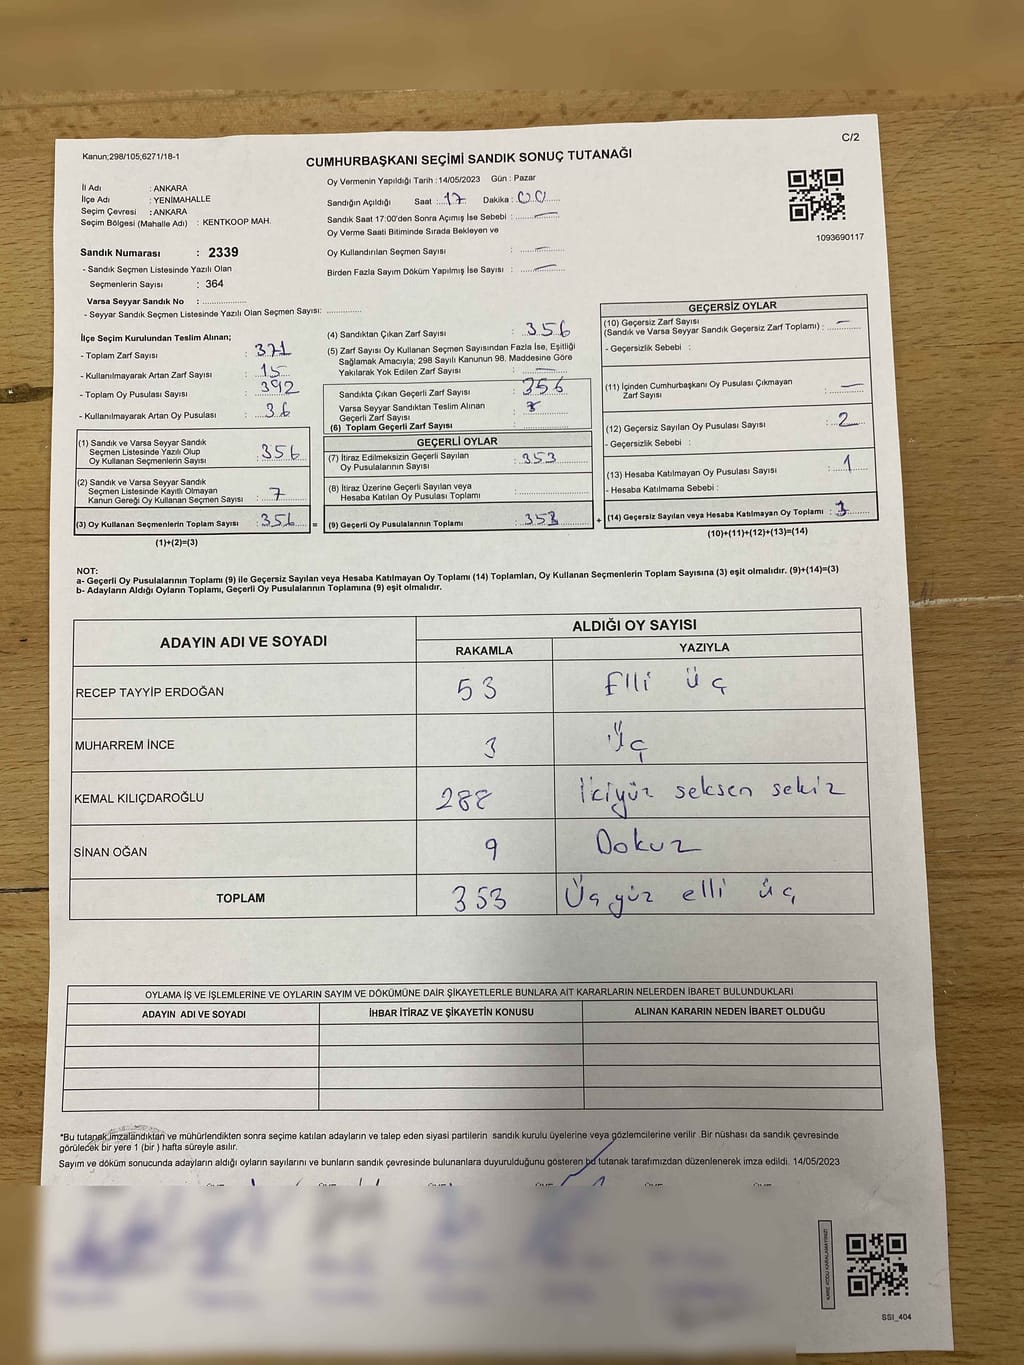 C/2
Kanun;298/105;6271/18-1
CUMHURBAŞKANI SEÇİMİ SANDIK SONUÇ TUTANAĞI
İl Adı : ANKARA
İlçe Adı : YENİMAHALLE
Seçim Çevresi : ANKARA
Seçim Bölgesi (Mahalle Adı) : KENTKOOP MAH.
Sandık Numarası : 2339
- Sandık Seçmen Listesinde Yazılı Olan
Seçmenlerin Sayısı : 364
Varsa Seyyar Sandık No :
- Seyyar Sandık Seçmen Listesinde Yazılı Olan Seçmen Sayısı:
Oy Vermenin Yapıldığı Tarih :14/05/2023 Gün : Pazar
Sandığın Açıldığı Saat : 17 Dakika : 00
Sandık Saat 17:00'den Sonra Açımış İse Sebebi : —
Oy Verme Saati Bitiminde Sırada Bekleyen ve
Oy Kullandırılan Seçmen Sayısı : —
Birden Fazla Sayım Döküm Yapılmış İse Sayısı : —
1093690117
İlçe Seçim Kurulundan Teslim Alınan;
- Toplam Zarf Sayısı : 371
- Kullanılmayarak Artan Zarf Sayısı : 15
- Toplam Oy Pusulası Sayısı : 392
- Kullanılmayarak Artan Oy Pusulası : 36
(1) Sandık ve Varsa Seyyar Sandık
Seçmen Listesinde Yazılı Olup
Oy Kullanan Seçmenlerin Sayısı : 356
(2) Sandık ve Varsa Seyyar Sandık
Seçmen Listesinde Kayıtlı Olmayan
Kanun Gereği Oy Kullanan Seçmen Sayısı : 7
(3) Oy Kullanan Seçmenlerin Toplam Sayısı : 356 =
(1)+(2)=(3)
(4) Sandıktan Çıkan Zarf Sayısı : 356
(5) Zarf Sayısı Oy Kullanan Seçmen Sayısından Fazla İse, Eşitliği
Sağlamak Amacıyla; 298 Sayılı Kanunun 98. Maddesine Göre
Yakılarak Yok Edilen Zarf Sayısı : —
Sandıkta Çıkan Geçerli Zarf Sayısı : 356
Varsa Seyyar Sandıktan Teslim Alınan
Geçerli Zarf Sayısı :
(6) Toplam Geçerli Zarf Sayısı :
GEÇERLİ OYLAR
(7) İtiraz Edilmeksizin Geçerli Sayılan
Oy Pusulalarının Sayısı : 353
(8) İtiraz Üzerine Geçerli Sayılan veya
Hesaba Katılan Oy Pusulası Toplamı :
(9) Geçerli Oy Pusulalarının Toplamı : 353 +
GEÇERSİZ OYLAR
(10) Geçersiz Zarf Sayısı
(Sandık ve Varsa Seyyar Sandık Geçersiz Zarf Toplamı) : —
- Geçersizlik Sebebi :
(11) İçinden Cumhurbaşkanı Oy Pusulası Çıkmayan
Zarf Sayısı : —
(12) Geçersiz Sayılan Oy Pusulası Sayısı : 2
- Geçersizlik Sebebi :
(13) Hesaba Katılmayan Oy Pusulası Sayısı : 1
- Hesaba Katılmama Sebebi :
(14) Geçersiz Sayılan veya Hesaba Katılmayan Oy Toplamı : 3
(10)+(11)+(12)+(13)=(14)
NOT:
a- Geçerli Oy Pusulalarının Toplamı (9) ile Geçersiz Sayılan veya Hesaba Katılmayan Oy Toplamı (14) Toplamları, Oy Kullanan Seçmenlerin Toplam Sayısına (3) eşit olmalıdır. (9)+(14)=(3)
b- Adayların Aldığı Oyların Toplamı, Geçerli Oy Pusulalarının Toplamına (9) eşit olmalıdır.
ADAYIN ADI VE SOYADI
ALDIĞI OY SAYISI
RAKAMLA YAZIYLA
RECEP TAYYİP ERDOĞAN 53 Elli üç
MUHARREM İNCE 3 Üç
KEMAL KILIÇDAROĞLU 288 İkiyüz seksen sekiz
SİNAN OĞAN 9 Dokuz
TOPLAM 353 Üçyüz elli üç
OYLAMA İŞ VE İŞLEMLERİNE VE OYLARIN SAYIM VE DÖKÜMÜNE DAİR ŞİKAYETLERLE BUNLARA AİT KARARLARIN NELERDEN İBARET BULUNDUKLARI
ADAYIN ADI VE SOYADI İHBAR İTİRAZ VE ŞİKAYETİN KONUSU ALINAN KARARIN NEDEN İBARET OLDUĞU
*Bu tutanak,imzalandıktan ve mühürlendikten sonra seçime katılan adayların ve talep eden siyasi partilerin sandık kurulu üyelerine veya gözlemcilerine verilir .Bir nüshası da sandık çevresinde
görülecek bir yere 1 (bir ) hafta süreyle asılır.
Sayım ve döküm sonucunda adayların aldığı oyların sayılarını ve bunların sandık çevresinde bulunanlara duyurulduğunu gösteren bu tutanak tarafımızdan düzenlenerek imza edildi. 14/05/2023
KARE KODU KARALAMAYINIZ!
SSI_404